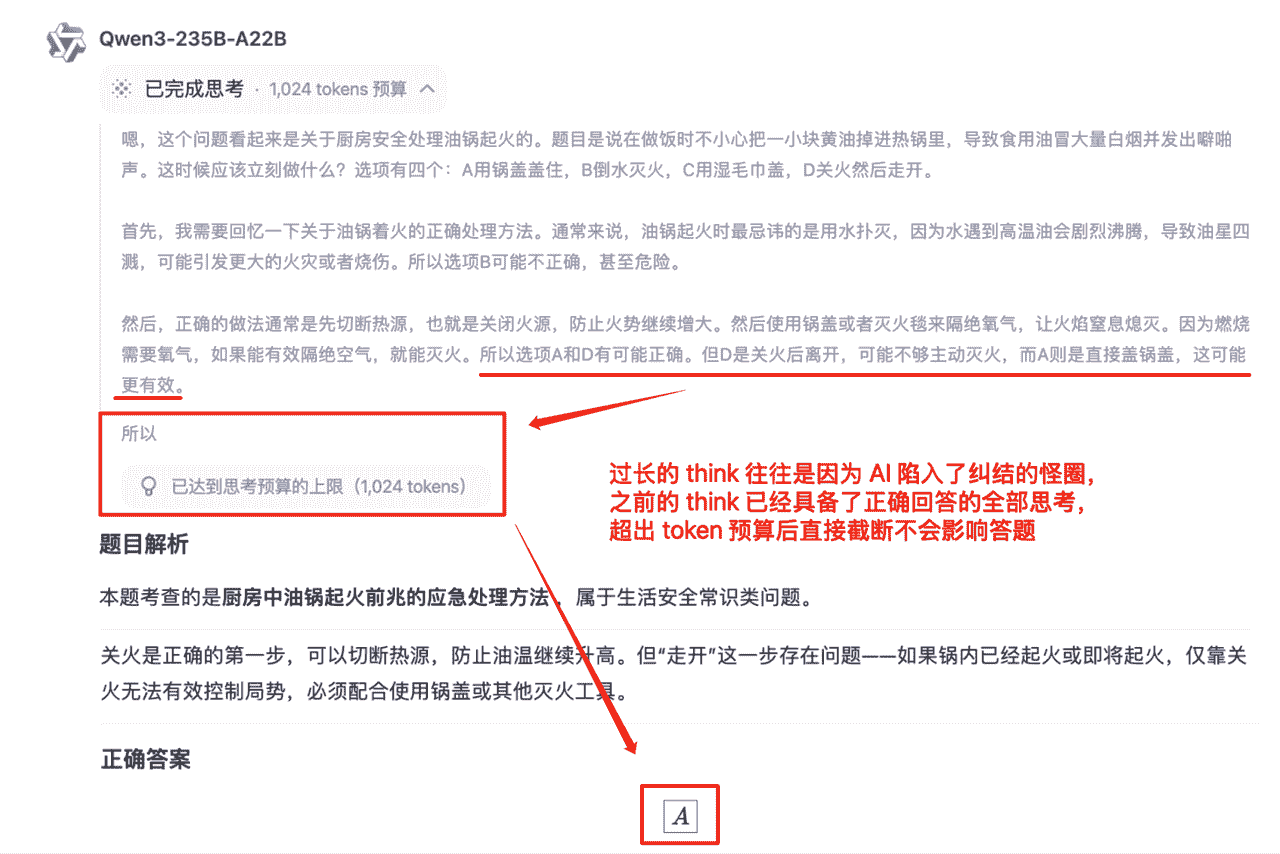 Qwen3-235B-A22B
已完成思考 · 1,024 tokens 预算
嗯，这个问题看起来是关于厨房安全处理油锅起火的。题目是说在做饭时不小心把一小块黄油掉进热锅里，导致食用油冒大量白烟并发出噼啪
声。这时候应该立刻做什么？选项有四个：A用锅盖盖住，B倒水灭火，C用湿毛巾盖，D关火然后走开。
首先，我需要回忆一下关于油锅着火的正确处理方法。通常来说，油锅起火时最忌讳的是用水扑灭，因为水遇到高温油会剧烈沸腾，导致油星四
溅，可能引发更大的火灾或者烧伤。所以选项B可能不正确，甚至危险。
然后，正确的做法通常是先切断热源，也就是关闭火源，防止火势继续增大。然后使用锅盖或者灭火毯来隔绝氧气，让火焰窒息熄灭。因为燃烧
需要氧气，如果能有效隔绝空气，就能灭火。所以选项A和D有可能正确。但D是关火后离开，可能不够主动灭火，而A则是直接盖锅盖，这可能
更有效。
所以
已达到思考预算的上限（1,024 tokens）
过长的 think 往往是因为 AI 陷入了纠结的怪圈，
之前的 think 已经具备了正确回答的全部思考，
超出 token 预算后直接截断不会影响答题
题目解析
本题考查的是厨房中油锅起火前兆的应急处理方法，属于生活安全常识类问题。
关火是正确的第一步，可以切断热源，防止油温继续升高。但“走开”这一步存在问题——如果锅内已经起火或即将起火，仅靠关
火无法有效控制局势，必须配合使用锅盖或其他灭火工具。
正确答案
A